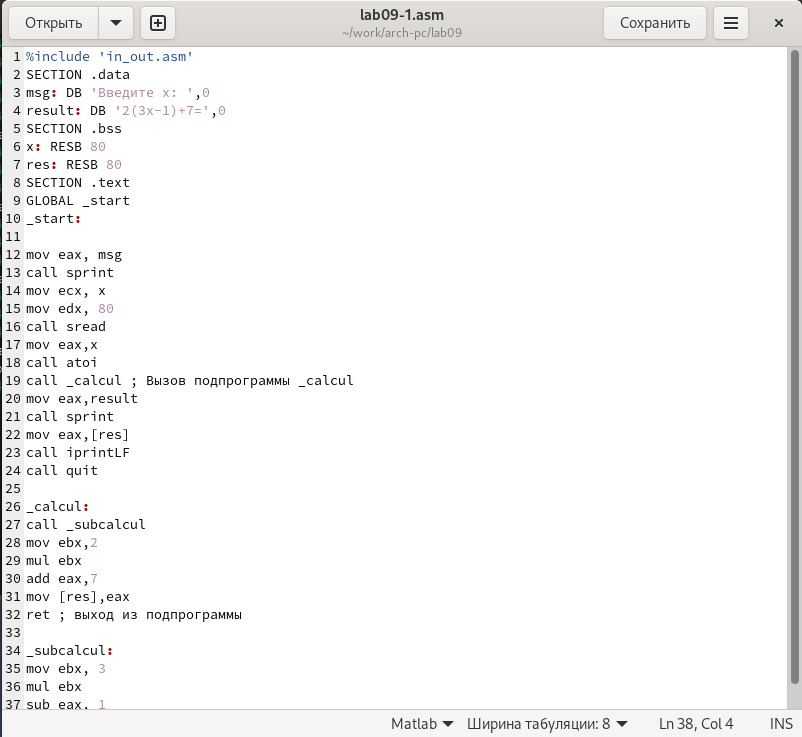 Открыть
lab09-1.asm
~/work/arch-pc/lab09
Сохранить
1 %include 'in_out.asm'
2 SECTION .data
3 msg: DB 'Введите x: ',0
4 result: DB '2(3x-1)+7=',0
5 SECTION .bss
6 x: RESB 80
7 res: RESB 80
8 SECTION .text
9 GLOBAL _start
10 _start:
11
12 mov eax, msg
13 call sprint
14 mov ecx, x
15 mov edx, 80
16 call sread
17 mov eax,x
18 call atoi
19 call _calcul ; Вызов подпрограммы _calcul
20 mov eax,result
21 call sprint
22 mov eax,[res]
23 call iprintLF
24 call quit
25
26 _calcul:
27 call _subcalcul
28 mov ebx,2
29 mul ebx
30 add eax,7
31 mov [res],eax
32 ret ; выход из подпрограммы
33
34 _subcalcul:
35 mov ebx, 3
36 mul ebx
37 sub eax, 1
Matlab Ширина табуляции: 8 Ln 38, Col 4 INS